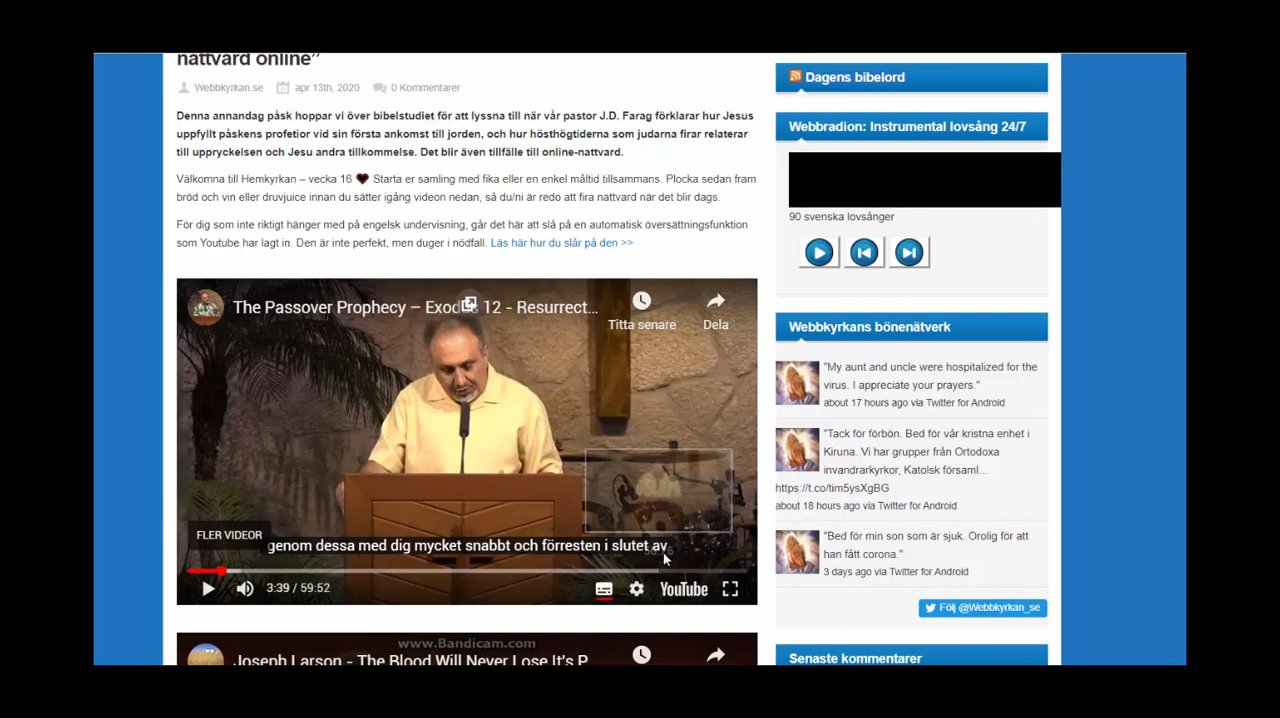 nattvard online"
Webbkyrkan.se apr 13th, 2020 0 Kommentarer
Denna annandag påsk hoppar vi över bibelstudiet för att lyssna till när vår pastor J.D. Farag förklarar hur Jesus
uppfyllt påskens profetior vid sin första ankomst till jorden, och hur hösthögtiderna som judarna firar relaterar
till uppryckelsen och Jesu andra tillkommelse. Det blir även tillfälle till online-nattvard.
Välkomna till Hemkyrkan – vecka 16 🖤 Starta er samling med fika eller en enkel måltid tillsammans. Plocka sedan fram
bröd och vin eller druvjuice innan du sätter igång videon nedan, så du/ni är redo att fira nattvard när det blir dags.
För dig som inte riktigt hänger med på engelsk undervisning, går det här att slå på en automatisk översättningsfunktion
som Youtube har lagt in. Den är inte perfekt, men duger i nödfall. Läs här hur du slår på den >>
The Passover Prophecy – Exodus 12 - Resurrect...
Titta senare
Dela
FLER VIDEOR
genom dessa med dig mycket snabbt och förresten i slutet av
3:39 / 59:52
YouTube
www.Bandicam.com
Joseph Larson - The Blood Will Never Lose It's P
Dagens bibelord
Webbradion: Instrumental lovsång 24/7
90 svenska lovsånger
Webbkyrkans bönenätverk
"My aunt and uncle were hospitalized for the
virus. I appreciate your prayers."
about 17 hours ago via Twitter for Android
"Tack för förbön. Bed för vår kristna enhet i
Kiruna. Vi har grupper från Ortodoxa
invandrarkyrkor, Katolsk församl…
https://t.co/tim5ysXgBG
about 18 hours ago via Twitter for Android
"Bed för min son som är sjuk. Orolig för att
han fått corona."
3 days ago via Twitter for Android
Följ @Webbkyrkan_se
Senaste kommentarer